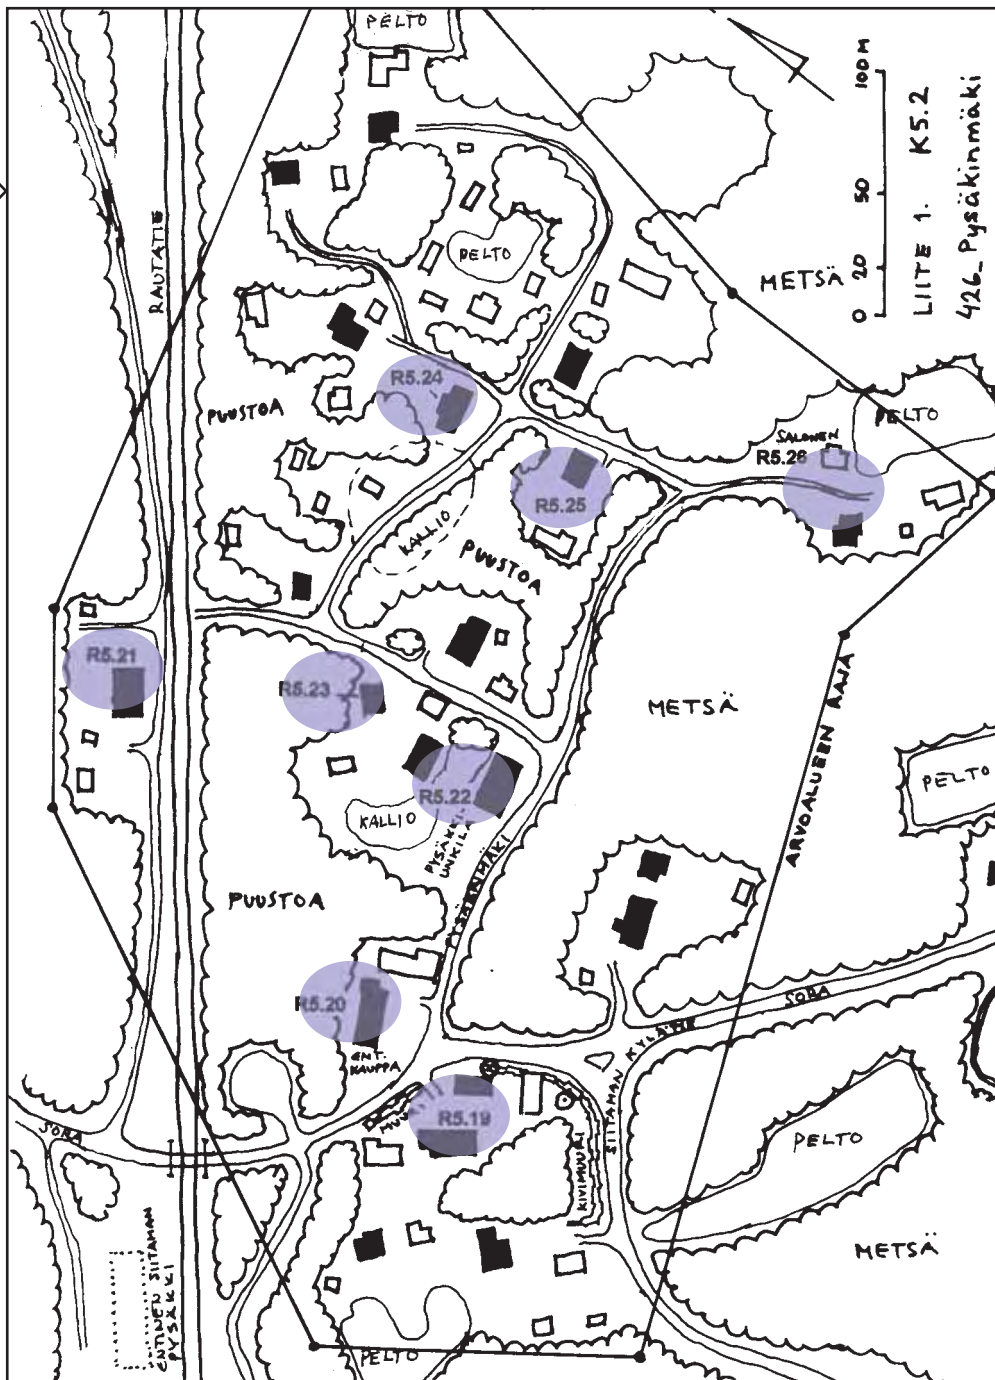 PELTO
100M
50
20
0
LIITE 1. K5.2
426_Pysäkinmäki
RAUTATIE
PELTO
METSÄ
R5.24
PUUSTOA
PELTO
SALONEN
R5.26
R5.25
KALLIO
PUUSTOA
R5.21
R5.23
METSÄ
ARVOALUEEN RAJA
PELTO
R5.22
KALLIO
PYSÄKINMÄKI
PUUSTOA
R5.20
ENT.
KAUPPA
SORA
SIITAMAN KYLÄTIE
R5.19
SORA
KIVIMUURI
PELTO
METSÄ
ENTINEN SIITAMAN
PYSÄKKI
PELTO